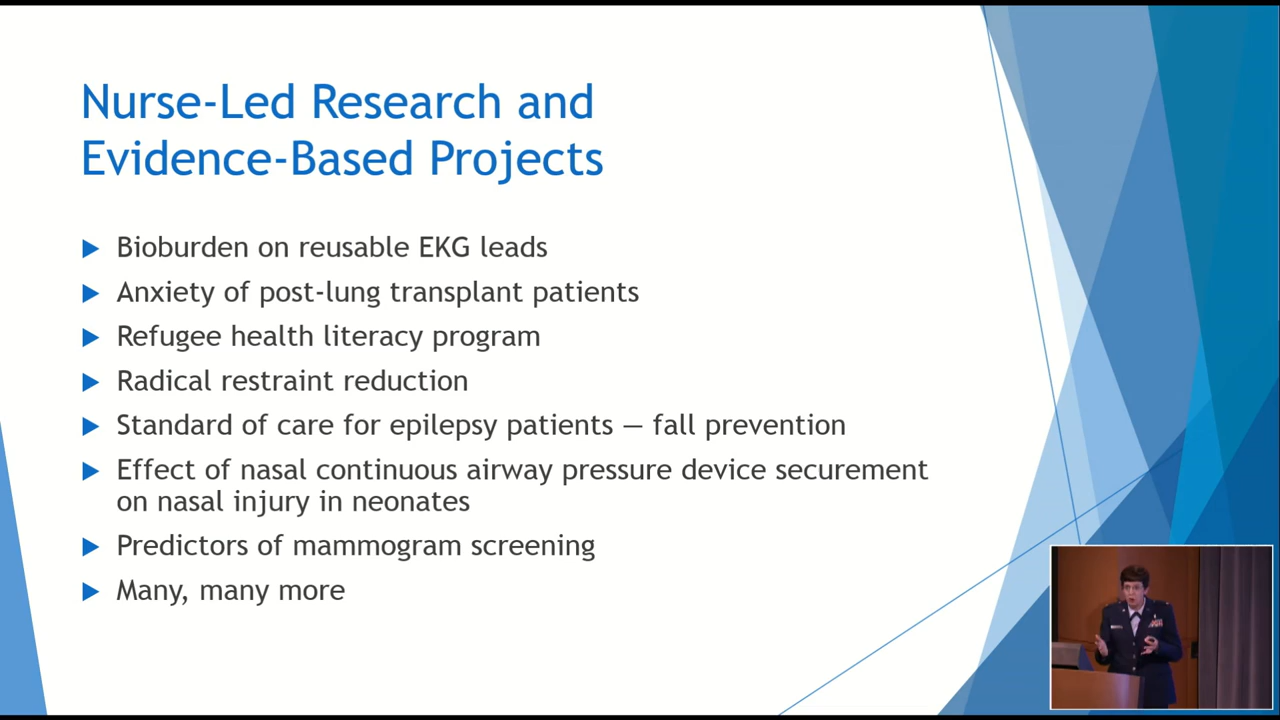 Nurse-Led Research and
Evidence-Based Projects
Bioburden on reusable EKG leads
Anxiety of post-lung transplant patients
Refugee health literacy program
Radical restraint reduction
Standard of care for epilepsy patients — fall prevention
Effect of nasal continuous airway pressure device securement
on nasal injury in neonates
Predictors of mammogram screening
Many, many more